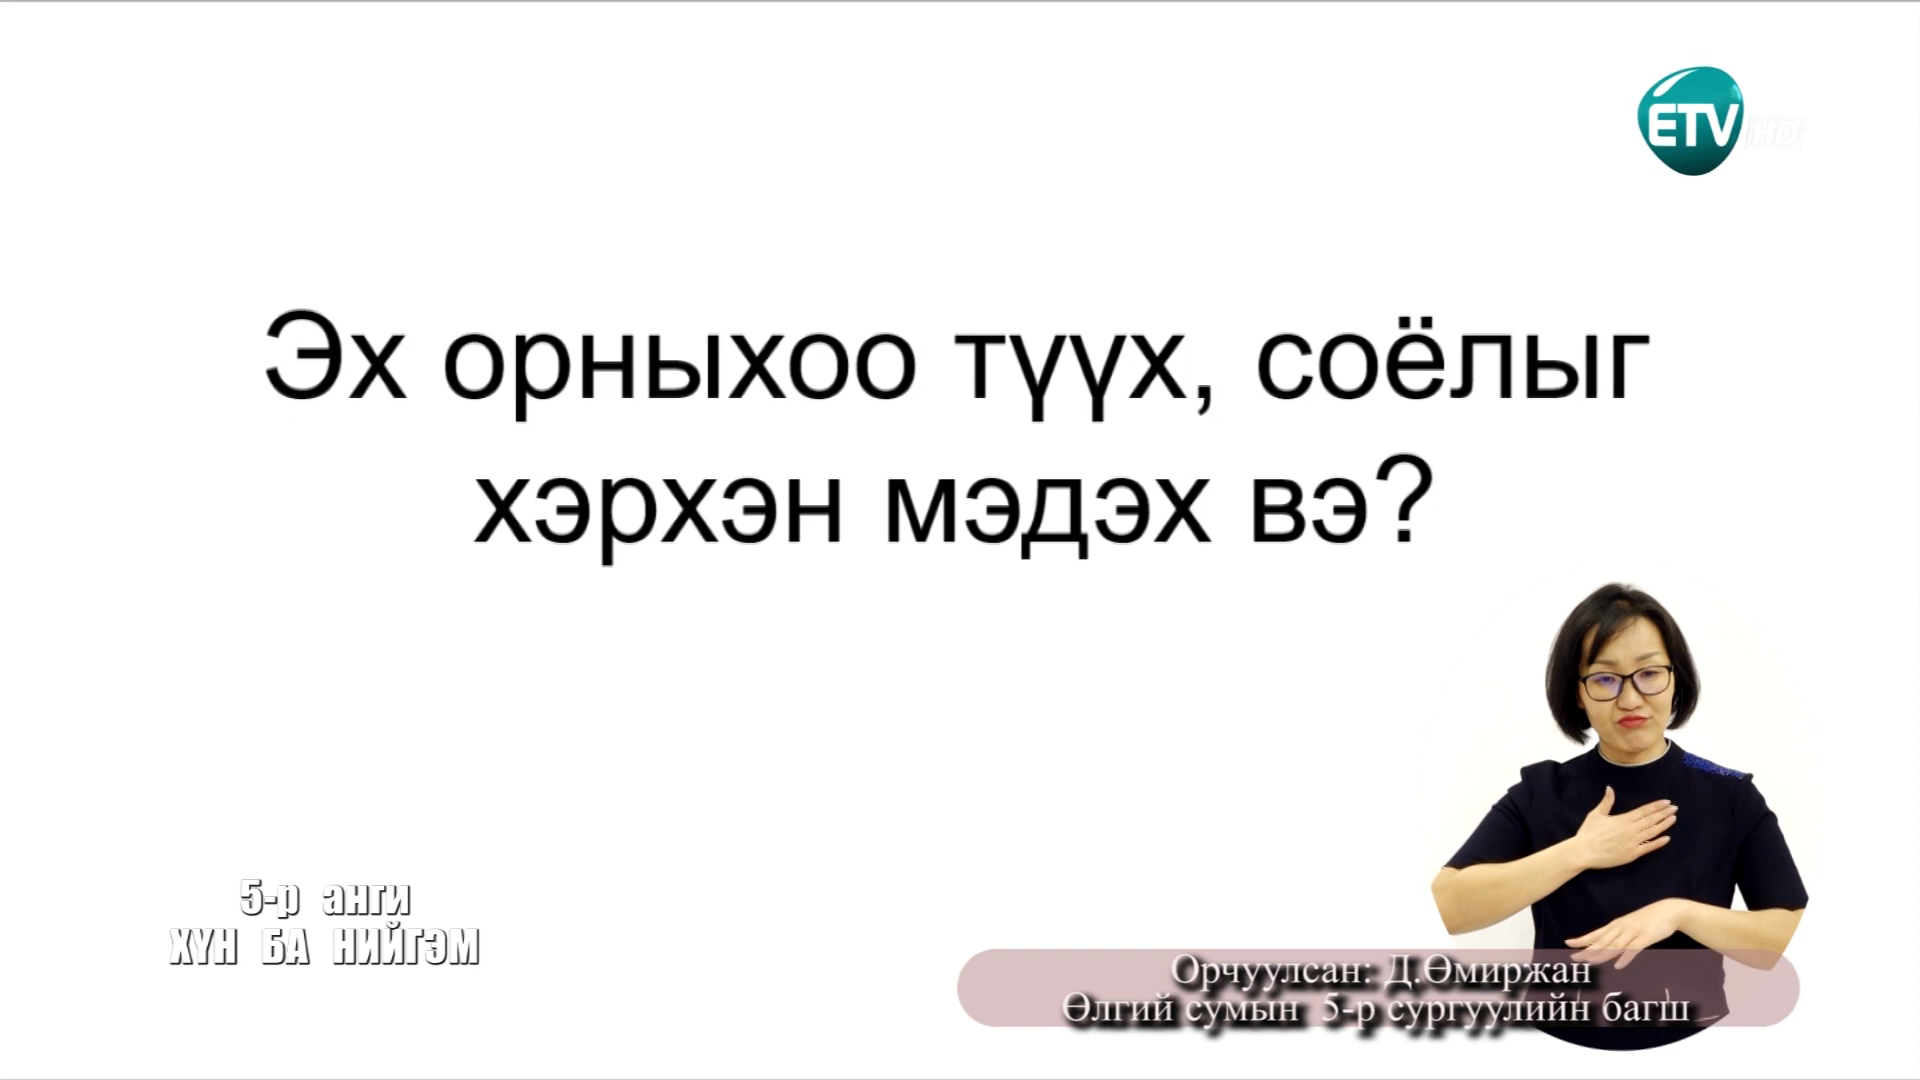 ETV HD
Эх орныхоо түүх, соёлыг
хэрхэн мэдэх вэ?
5-р анги
ХҮН БА НИЙГЭМ
Орчуулсан: Д.Өмиржан
Өлгий сумын 5-р сургуулийн багш